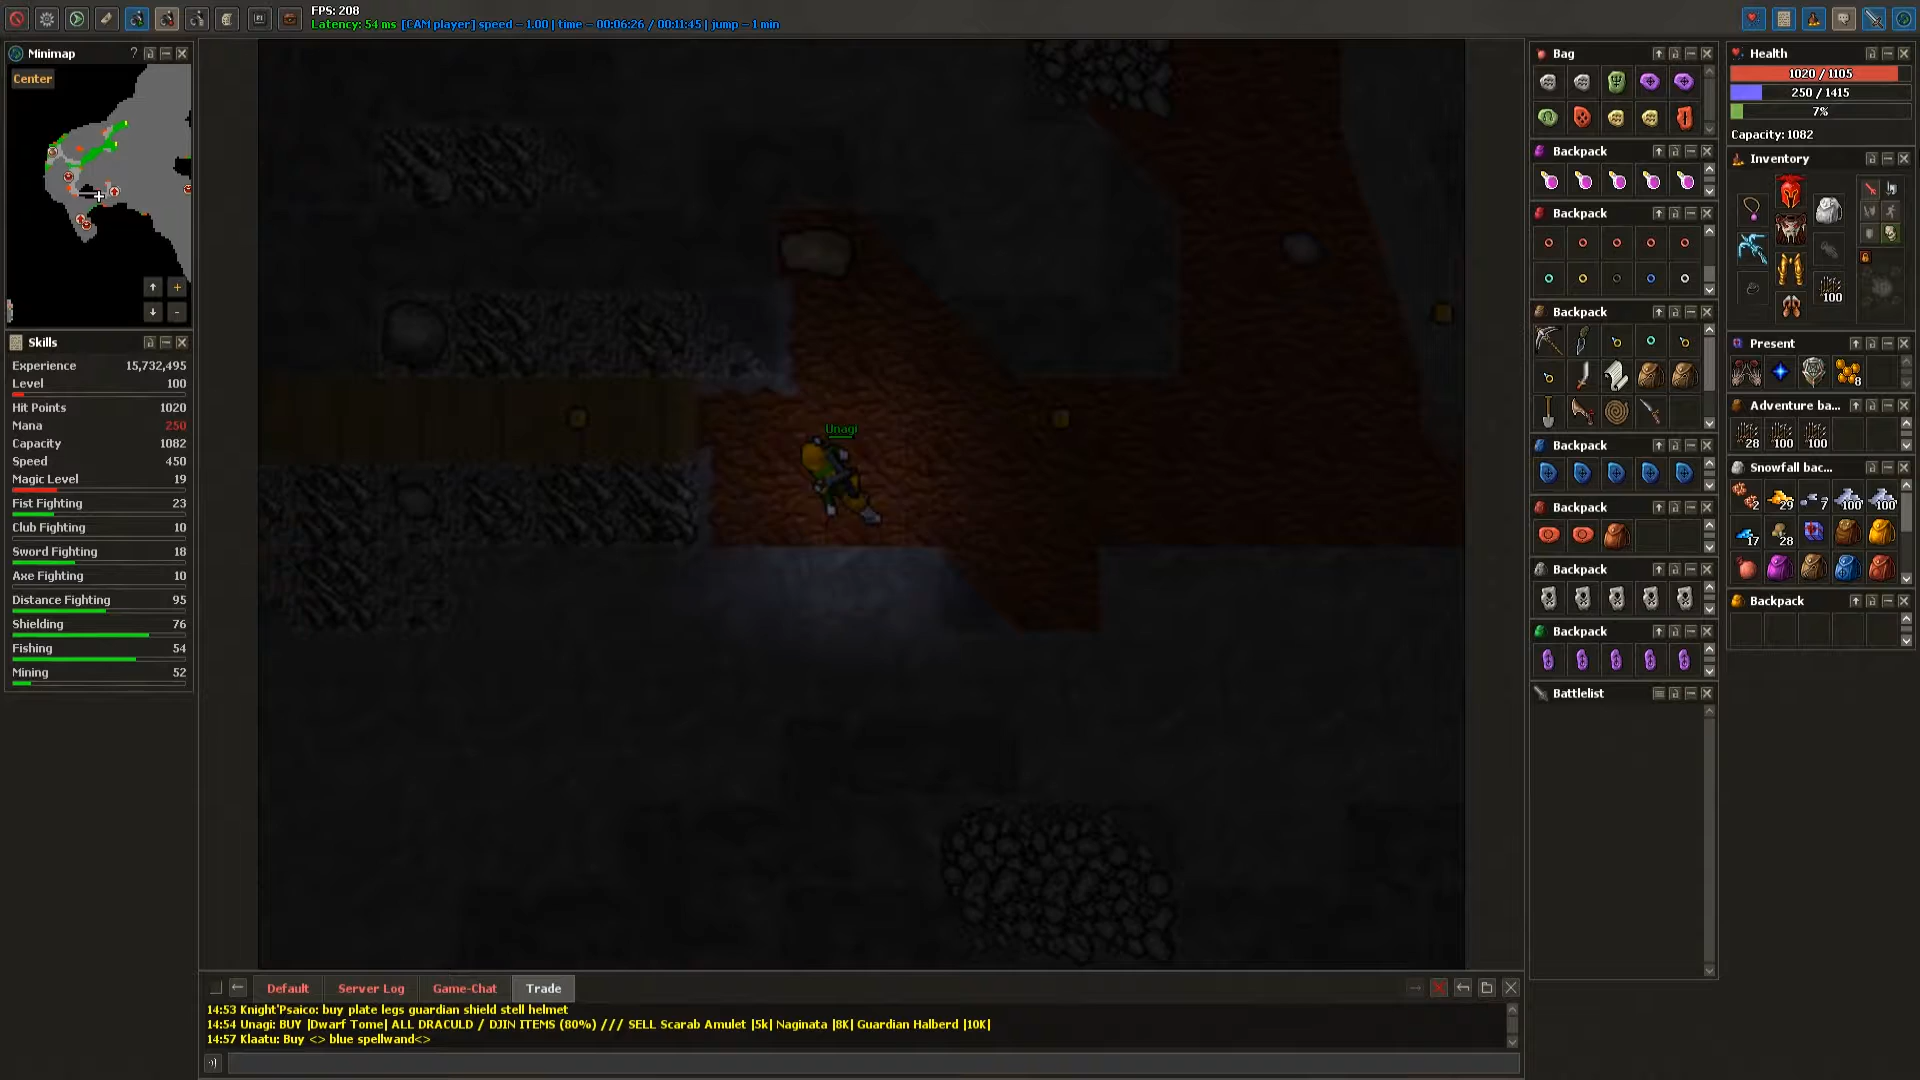 FPS: 208
Latency: 54 ms [CAM player] speed - 1.00 | time - 00:06:26 / 00:11:45 | jump - 1 min
Minimap ?
Center
+
-
Skills
Experience 15,732,495
Level 100
Hit Points 1020
Mana 250
Capacity 1082
Speed 450
Magic Level 19
Fist Fighting 23
Club Fighting 10
Sword Fighting 18
Axe Fighting 10
Distance Fighting 95
Shielding 76
Fishing 54
Mining 52
Unagi
Default Server Log Game-Chat Trade
14:53 Knight'Psaico: buy plate legs guardian shield stell helmet
14:54 Unagi: BUY |Dwarf Tome| ALL DRACULD / DJIN ITEMS (80%) /// SELL Scarab Amulet |5k| Naginata |8K| Guardian Halberd |10K|
14:57 Klaatu: Buy <> blue spellwand<>
Bag
Backpack
Backpack
Backpack
Backpack
Backpack
Backpack
Backpack
Battlelist
Health
1020 / 1105
250 / 1415
7%
Capacity: 1082
Inventory
100
Present
8
Adventure ba...
28 100 100
Snowfall bac...
2 29 7 100 100
17 28
Backpack